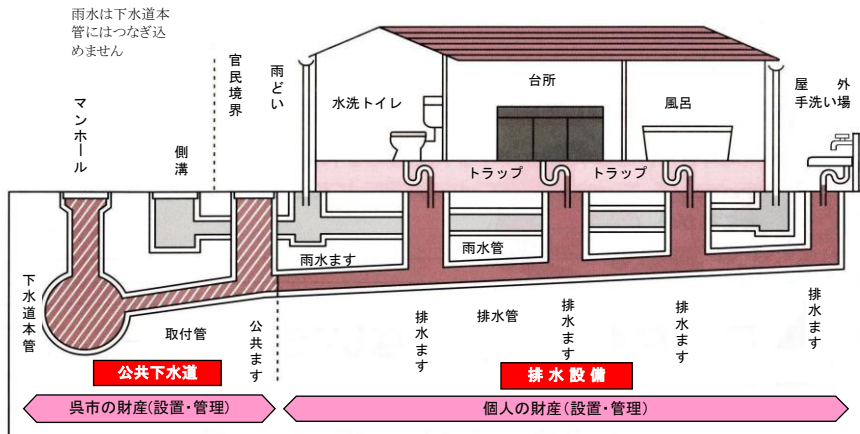 雨水は下水道本
管にはつなぎ込
めません
マンホール
側溝
官民境界
雨どい
水洗トイレ
台所
風呂
屋外
手洗い場
トラップ
トラップ
雨水ます
雨水管
下水道本管
取付管
公共ます
排水ます
排水管
排水ます
排水ます
排水ます
公共下水道
排水設備
呉市の財産(設置・管理)
個人の財産(設置・管理)